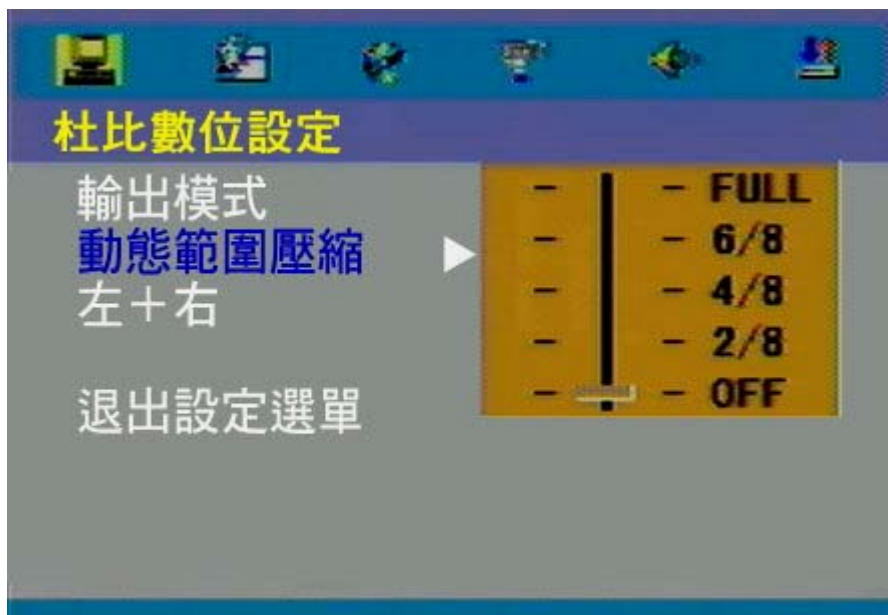 杜比數位設定
輸出模式
動態範圍壓縮
左＋右
退出設定選單
FULL
6/8
4/8
2/8
OFF